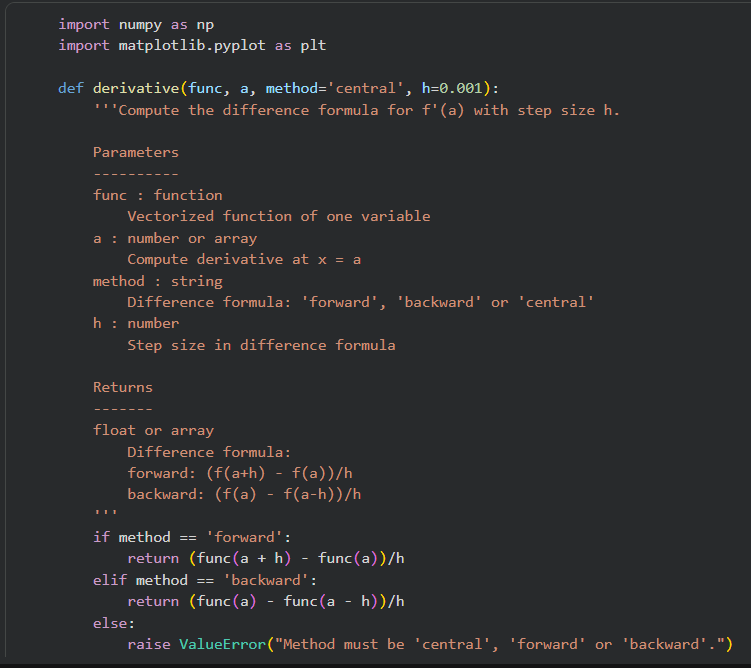 import numpy as np
import matplotlib.pyplot as plt

def derivative(func, a, method='central', h=0.001):
    '''Compute the difference formula for f'(a) with step size h.

    Parameters
    ----------
    func : function
        Vectorized function of one variable
    a : number or array
        Compute derivative at x = a
    method : string
        Difference formula: 'forward', 'backward' or 'central'
    h : number
        Step size in difference formula

    Returns
    -------
    float or array
        Difference formula:
        forward: (f(a+h) - f(a))/h
        backward: (f(a) - f(a-h))/h
    '''
    if method == 'forward':
        return (func(a + h) - func(a))/h
    elif method == 'backward':
        return (func(a) - func(a - h))/h
    else:
        raise ValueError("Method must be 'central', 'forward' or 'backward'.")